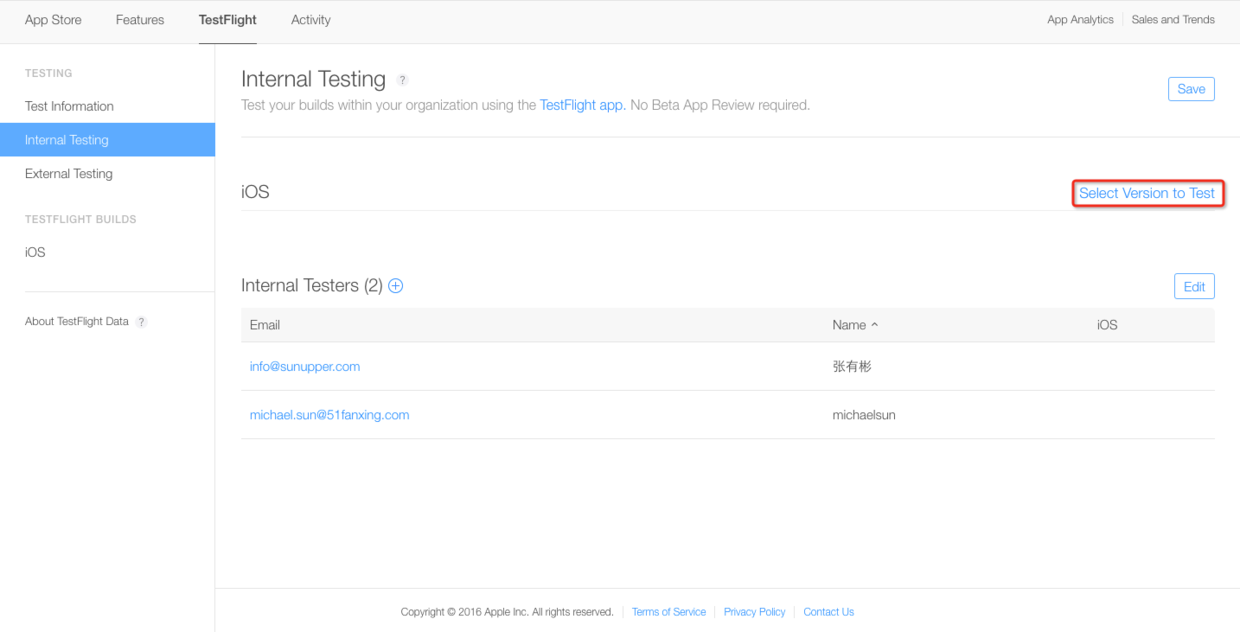 App Store Features TestFlight Activity App Analytics Sales and Trends
TESTING
Test Information
Internal Testing
External Testing
TESTFLIGHT BUILDS
iOS
About TestFlight Data ?
Internal Testing ?
Save
Test your builds within your organization using the TestFlight app. No Beta App Review required.
iOS Select Version to Test
Internal Testers (2) Edit
Email Name iOS
info@sunupper.com 张有彬
michael.sun@51fanxing.com michaelsun
Copyright © 2016 Apple Inc. All rights reserved. Terms of Service Privacy Policy Contact Us